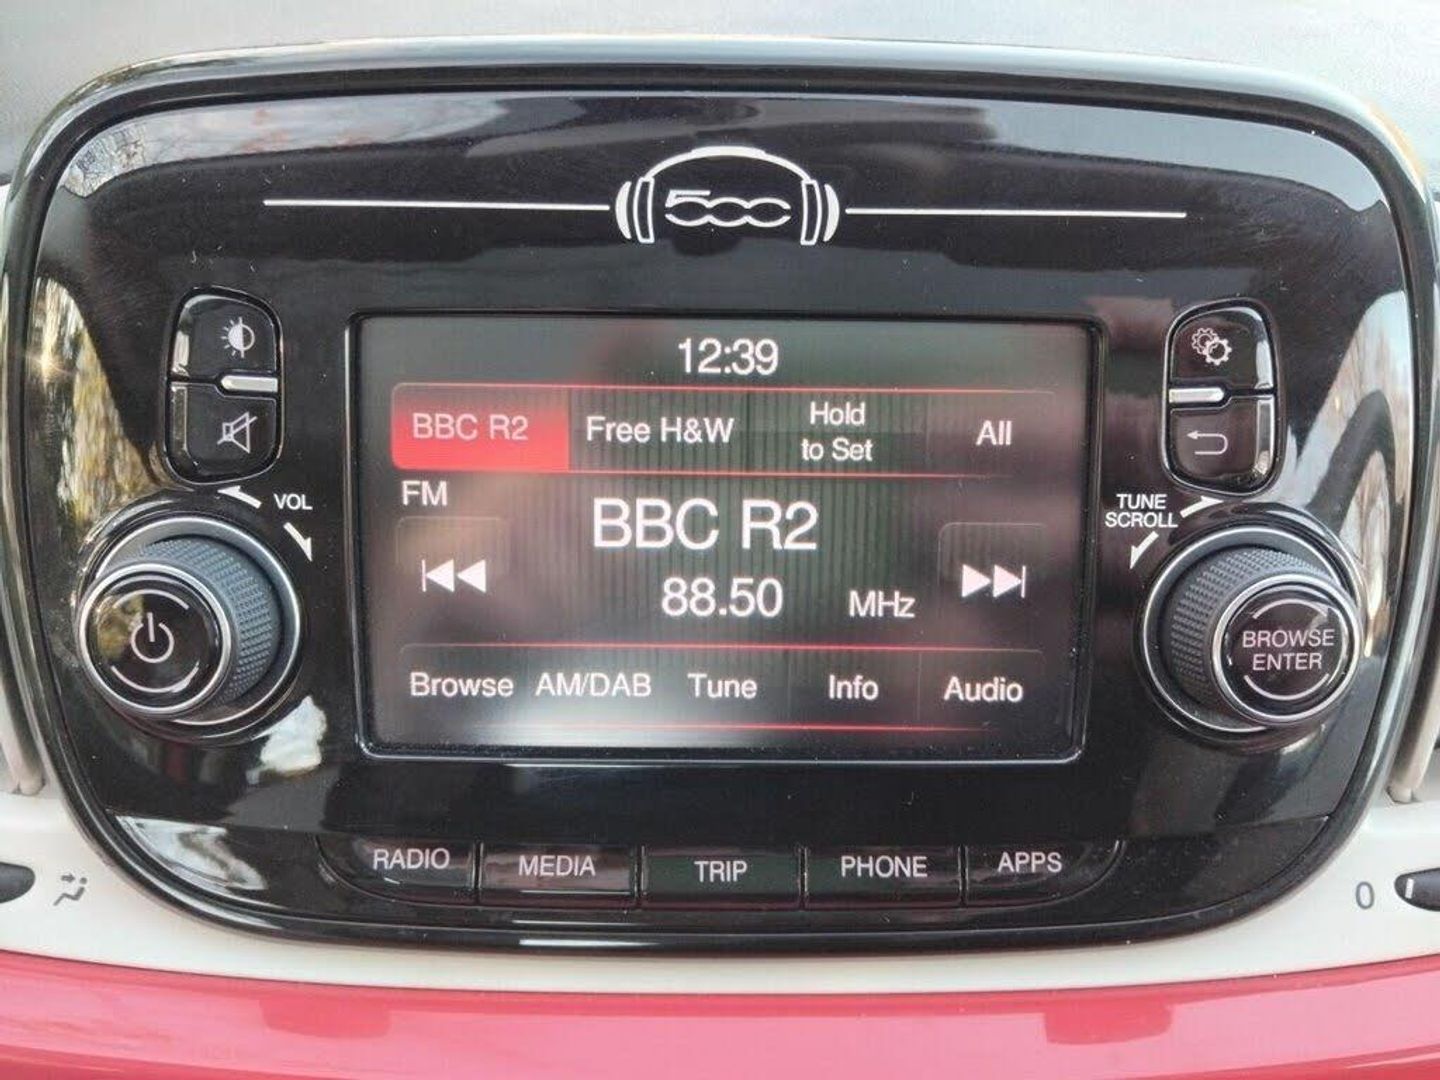 500
12:39
BBC R2 Free H&W Hold to Set All
FM
BBC R2
88.50 MHz
Browse AM/DAB Tune Info Audio
VOL
TUNE
SCROLL
BROWSE
ENTER
RADIO MEDIA TRIP PHONE APPS
0